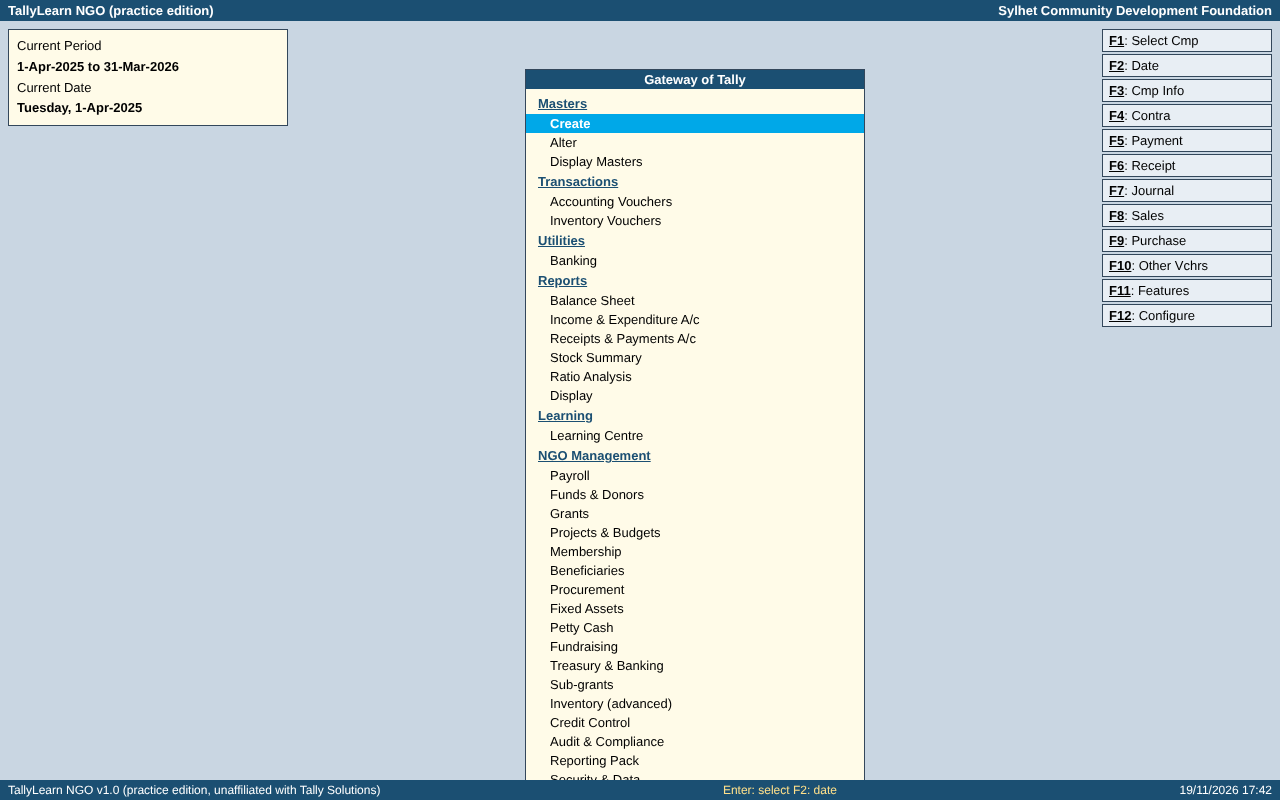 TallyLearn NGO (practice edition)
Sylhet Community Development Foundation
Current Period
1-Apr-2025 to 31-Mar-2026
Current Date
Tuesday, 1-Apr-2025
Gateway of Tally
Masters
Create
Alter
Display Masters
Transactions
Accounting Vouchers
Inventory Vouchers
Utilities
Banking
Reports
Balance Sheet
Income & Expenditure A/c
Receipts & Payments A/c
Stock Summary
Ratio Analysis
Display
Learning
Learning Centre
NGO Management
Payroll
Funds & Donors
Grants
Projects & Budgets
Membership
Beneficiaries
Procurement
Fixed Assets
Petty Cash
Fundraising
Treasury & Banking
Sub-grants
Inventory (advanced)
Credit Control
Audit & Compliance
Reporting Pack
Security & Data
F1: Select Cmp
F2: Date
F3: Cmp Info
F4: Contra
F5: Payment
F6: Receipt
F7: Journal
F8: Sales
F9: Purchase
F10: Other Vchrs
F11: Features
F12: Configure
TallyLearn NGO v1.0 (practice edition, unaffiliated with Tally Solutions)
Enter: select F2: date
19/11/2026 17:42